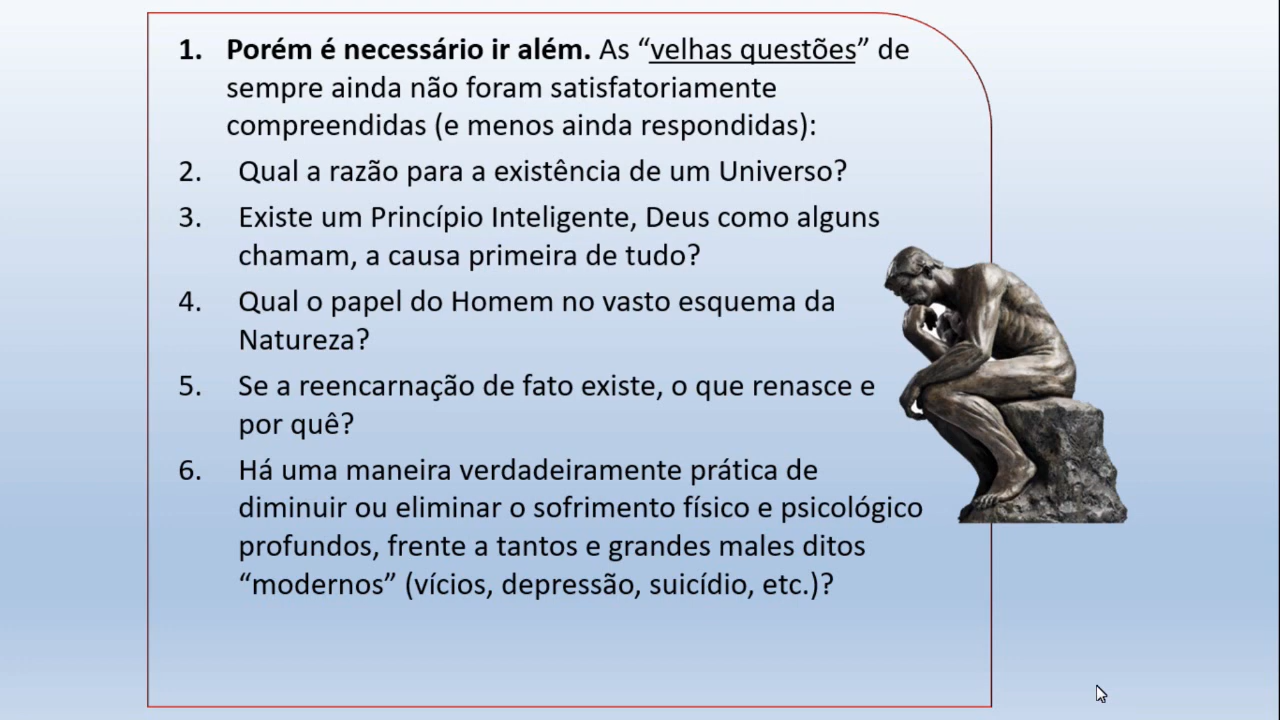 1. Porém é necessário ir além. As “velhas questões” de
sempre ainda não foram satisfatoriamente
compreendidas (e menos ainda respondidas):
2. Qual a razão para a existência de um Universo?
3. Existe um Princípio Inteligente, Deus como alguns
chamam, a causa primeira de tudo?
4. Qual o papel do Homem no vasto esquema da
Natureza?
5. Se a reencarnação de fato existe, o que renasce e
por quê?
6. Há uma maneira verdadeiramente prática de
diminuir ou eliminar o sofrimento físico e psicológico
profundos, frente a tantos e grandes males ditos
“modernos” (vícios, depressão, suicídio, etc.)?